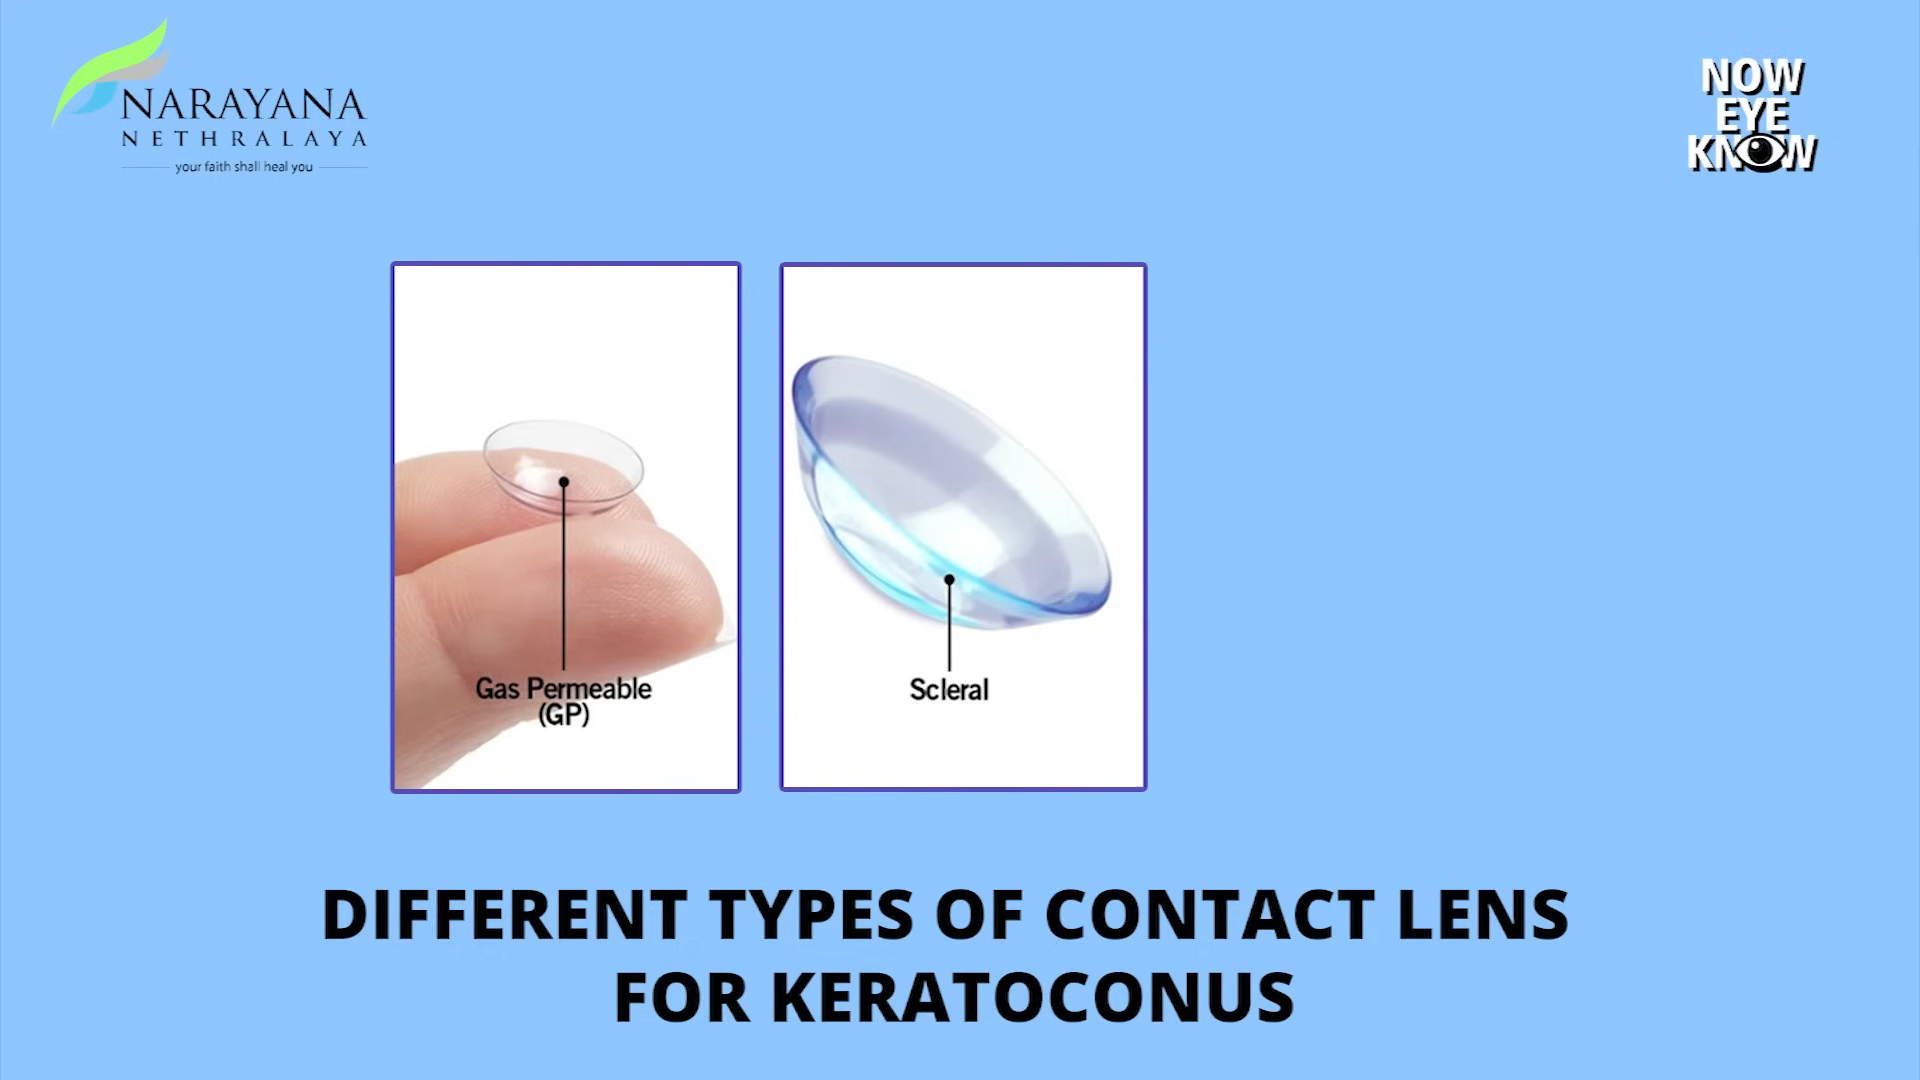 NARAYANA
NETHRALAYA
your faith shall heal you
NOW
EYE
KNOW
Gas Permeable
(GP)
Scleral
DIFFERENT TYPES OF CONTACT LENS
FOR KERATOCONUS